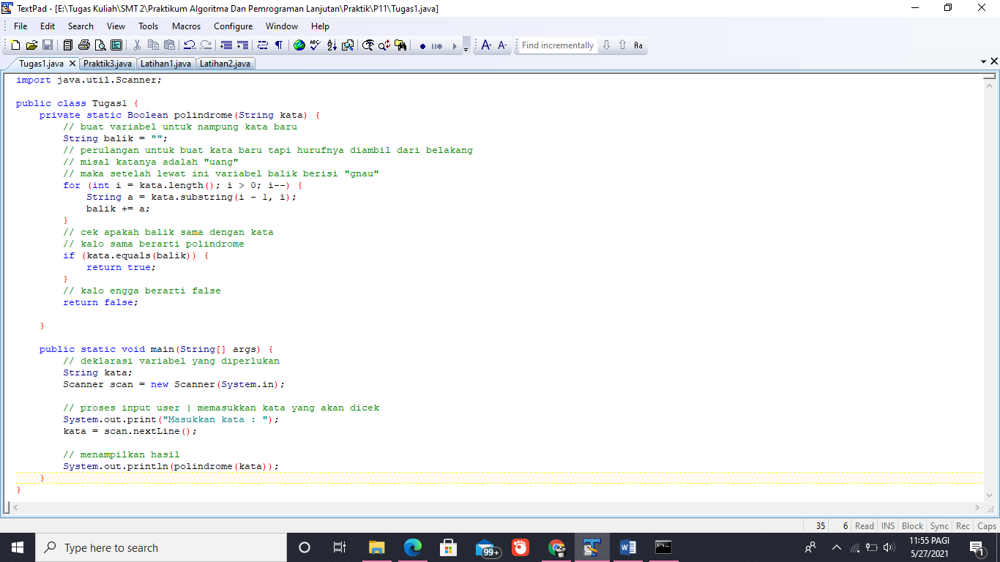 TextPad - [E:\Tugas Kuliah\SMT 2\Praktikum Algoritma Dan Pemrograman Lanjutan\Praktik\P11\Tugas1.java]
File Edit Search View Tools Macros Configure Window Help
Find incrementally Aa
Tugas1.java Praktik3.java Latihan1.java Latihan2.java
import java.util.Scanner;
public class Tugas1 {
private static Boolean polindrome(String kata) {
// buat variabel untuk nampung kata baru
String balik = "";
// perulangan untuk buat kata baru tapi hurufnya diambil dari belakang
// misal katanya adalah "uang"
// maka setelah lewat ini variabel balik berisi "gnau"
for (int i = kata.length(); i > 0; i--) {
String a = kata.substring(i - 1, i);
balik += a;
}
// cek apakah balik sama dengan kata
// kalo sama berarti polindrome
if (kata.equals(balik)) {
return true;
}
// kalo engga berarti false
return false;
}
public static void main(String[] args) {
// deklarasi variabel yang diperlukan
String kata;
Scanner scan = new Scanner(System.in);
// proses input user | memasukkan kata yang akan dicek
System.out.print("Masukkan kata : ");
kata = scan.nextLine();
// menampilkan hasil
System.out.println(polindrome(kata));
}
}
35 6 Read INS Block Sync Rec Caps
Type here to search 99+ 11:55 PAGI
5/27/2021 1